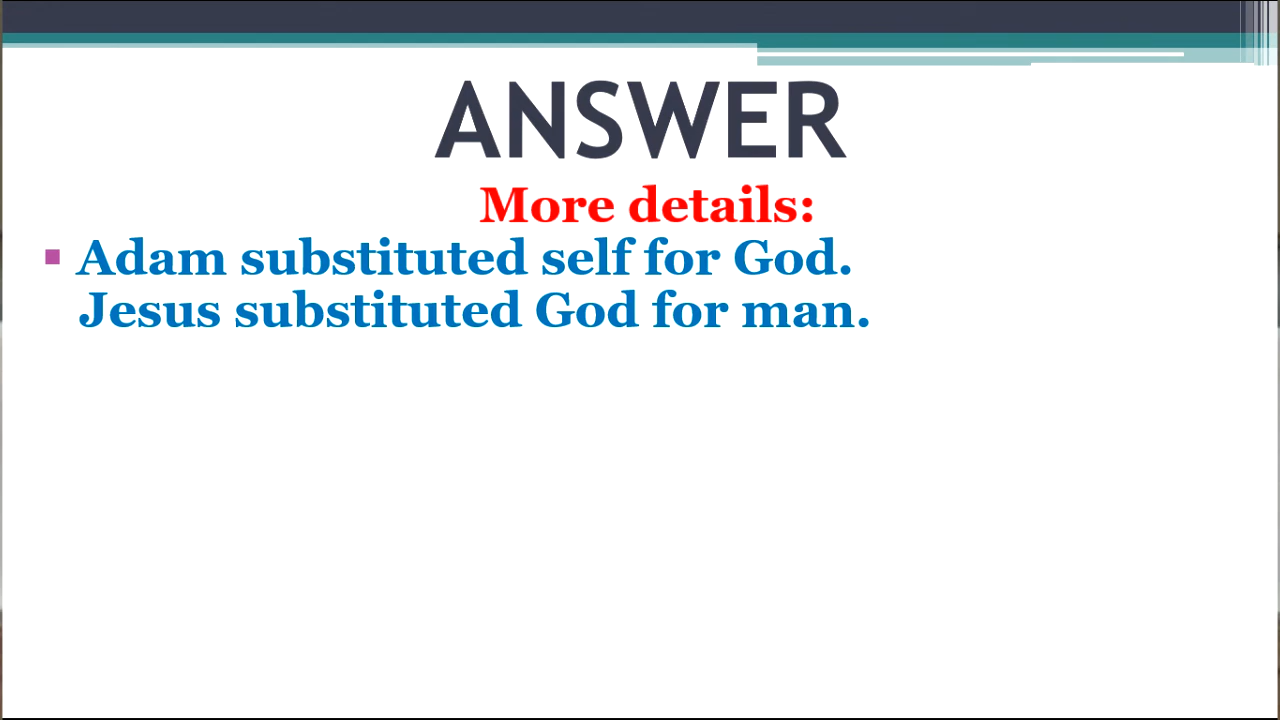 ANSWER
More details:
Adam substituted self for God.
Jesus substituted God for man.